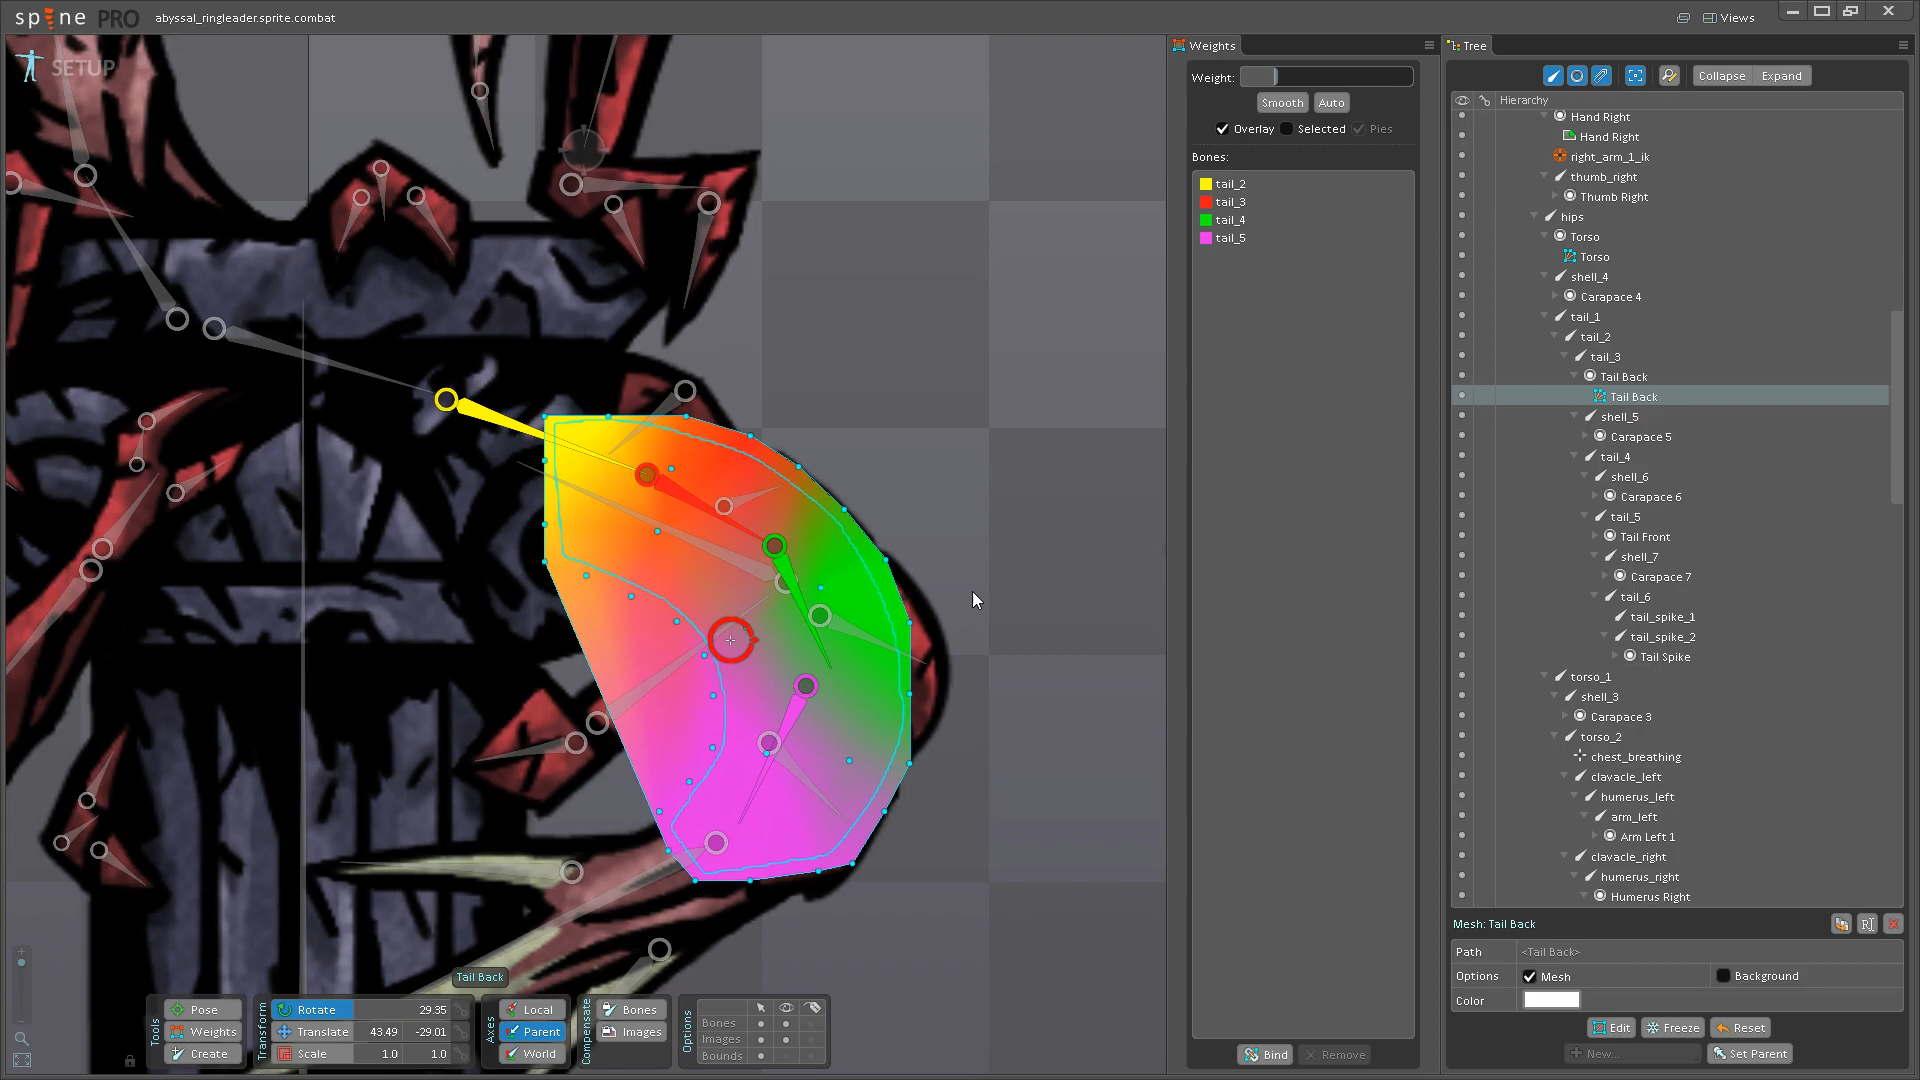 spine PRO abyssal_ringleader.sprite.combat Views
SETUP
Weights
Weight:
Smooth Auto
Overlay Selected Pies
Bones:
tail_2
tail_3
tail_4
tail_5
Bind Remove
Tree
Collapse Expand
Hierarchy
Hand Right
Hand Right
right_arm_1_ik
thumb_right
Thumb Right
hips
Torso
Torso
shell_4
Carapace 4
tail_1
tail_2
tail_3
Tail Back
Tail Back
shell_5
Carapace 5
tail_4
shell_6
Carapace 6
tail_5
Tail Front
shell_7
Carapace 7
tail_6
tail_spike_1
tail_spike_2
Tail Spike
torso_1
shell_3
Carapace 3
torso_2
chest_breathing
clavacle_left
humerus_left
arm_left
Arm Left 1
clavacle_right
humerus_right
Humerus Right
Mesh: Tail Back
Path <Tail Back>
Options Mesh Background
Color
Edit Freeze Reset
New... Set Parent
Tail Back
Tools
Pose
Weights
Create
Transform
Rotate 29.35
Translate 43.49 -29.01
Scale 1.0 1.0
Axes
Local
Parent
World
Compensate
Bones
Images
Options
Bones
Images
Bounds